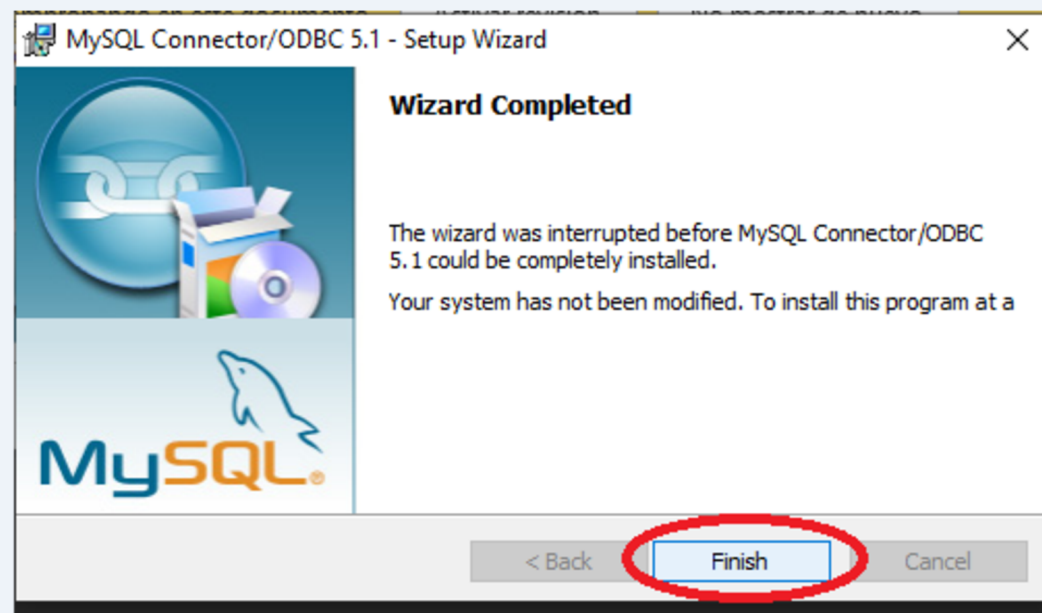 MySQL Connector/ODBC 5.1 - Setup Wizard
Wizard Completed
The wizard was interrupted before MySQL Connector/ODBC
5.1 could be completely installed.
Your system has not been modified. To install this program at a
MySQL®
< Back Finish Cancel